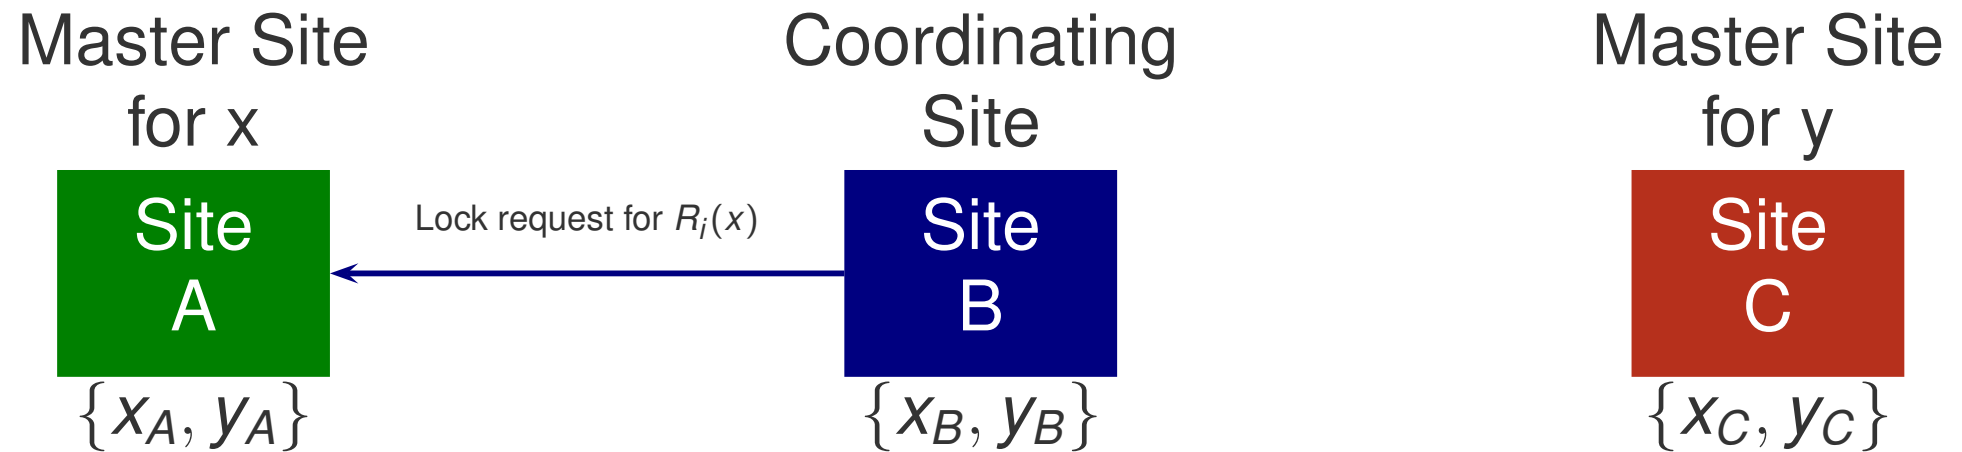 Master Site
for x
Site
A
{x_A, y_A}
Lock request for R_i(x)
Coordinating
Site
Site
B
{x_B, y_B}
Master Site
for y
Site
C
{x_C, y_C}